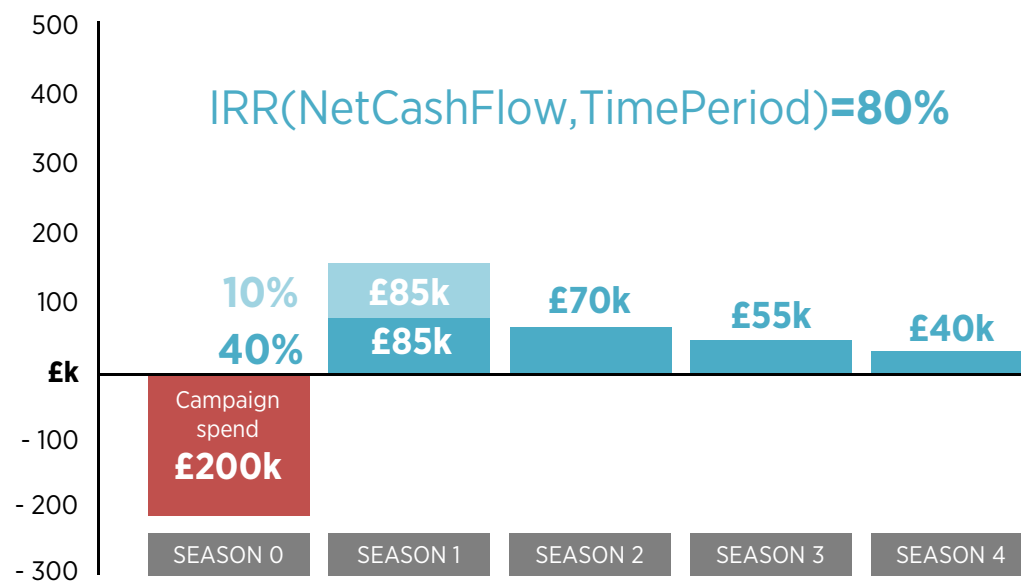 500
400
IRR(NetCashFlow,TimePeriod)=80%
300
200
10%
£85k
£70k
100
£55k
40%
£85k
£40k
£k
Campaign
spend
£200k
- 100
- 200
SEASON 0
SEASON 1
SEASON 2
SEASON 3
SEASON 4
- 300